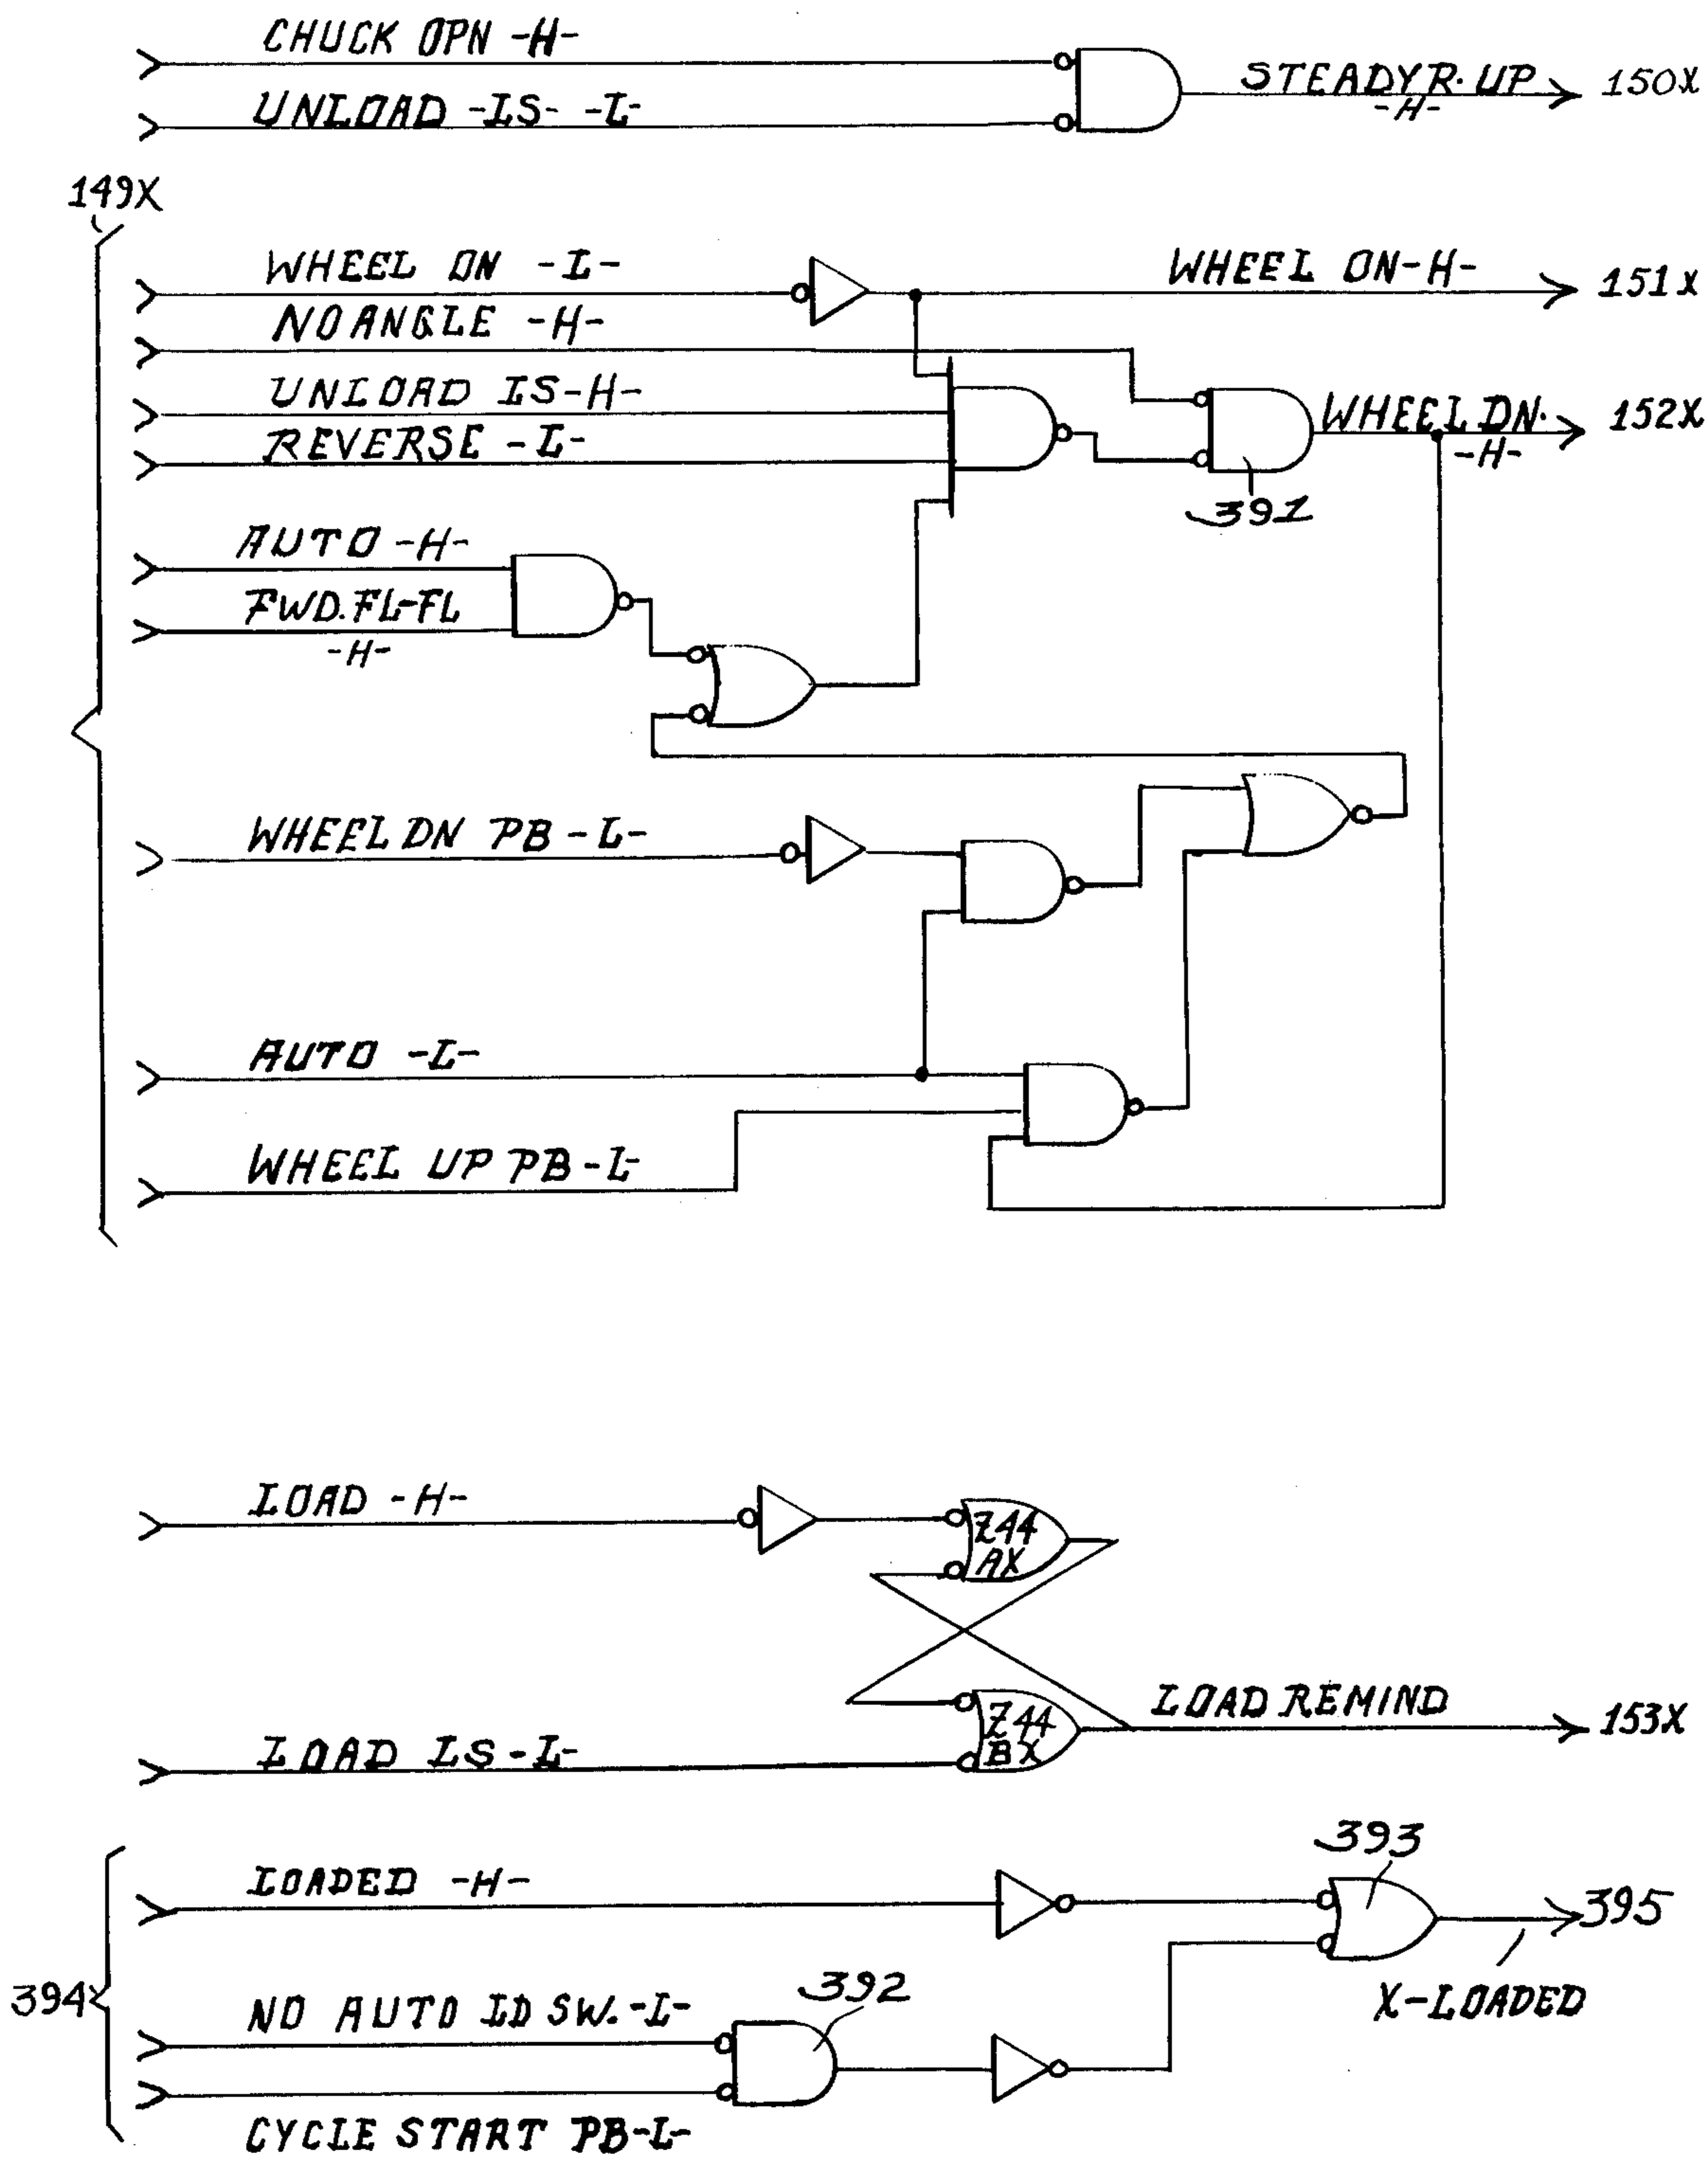 CHUCK OPN -H-
STEADY R. UP
-H-
150X
UNLOAD -LS- -L-
149X
WHEEL ON -L-
WHEEL ON-H-
151X
NO ANGLE -H-
UNLOAD LS-H-
WHEEL DN.
-H-
152X
REVERSE -L-
391
AUTO -H-
FWD. FL-FL
-H-
WHEEL DN PB -L-
AUTO -L-
WHEEL UP PB -L-
LOAD -H-
Z44
AX
LOAD REMIND
153X
Z44
BX
LOAD LS -L-
393
LOADED -H-
395
X-LOADED
394
392
NO AUTO LD SW. -L-
CYCLE START PB-L-